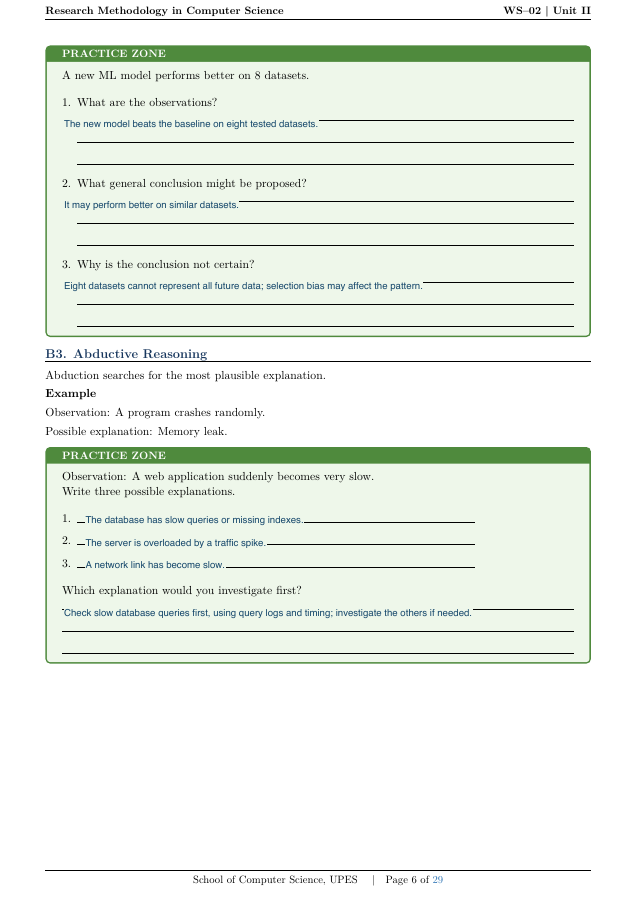 Research Methodology in Computer Science WS–02 | Unit II
PRACTICE ZONE
A new ML model performs better on 8 datasets.
1. What are the observations?
The new model beats the baseline on eight tested datasets.
2. What general conclusion might be proposed?
It may perform better on similar datasets.
3. Why is the conclusion not certain?
Eight datasets cannot represent all future data; selection bias may affect the pattern.
B3. Abductive Reasoning
Abduction searches for the most plausible explanation.
Example
Observation: A program crashes randomly.
Possible explanation: Memory leak.
PRACTICE ZONE
Observation: A web application suddenly becomes very slow.
Write three possible explanations.
1. The database has slow queries or missing indexes.
2. The server is overloaded by a traffic spike.
3. A network link has become slow.
Which explanation would you investigate first?
Check slow database queries first, using query logs and timing; investigate the others if needed.
School of Computer Science, UPES | Page 6 of 29